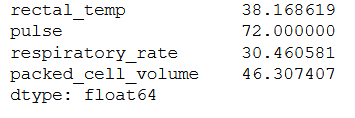 rectal_temp 38.168619
pulse 72.000000
respiratory_rate 30.460581
packed_cell_volume 46.307407
dtype: float64